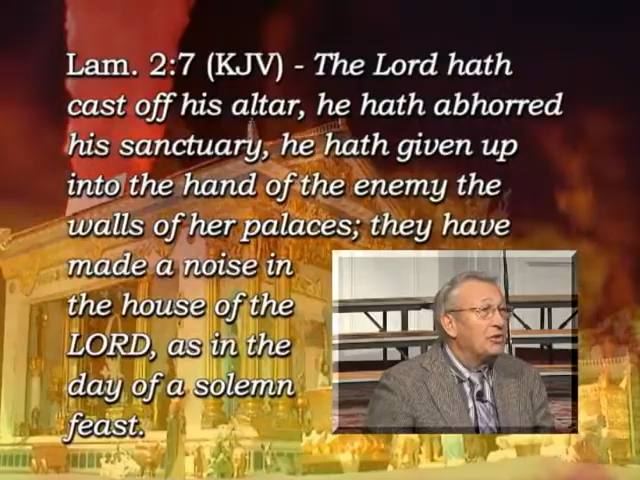 Lam. 2:7 (KJV) - The Lord hath
cast off his altar, he hath abhorred
his sanctuary, he hath given up
into the hand of the enemy the
walls of her palaces; they have
made a noise in
the house of the
LORD, as in the
day of a solemn
feast.